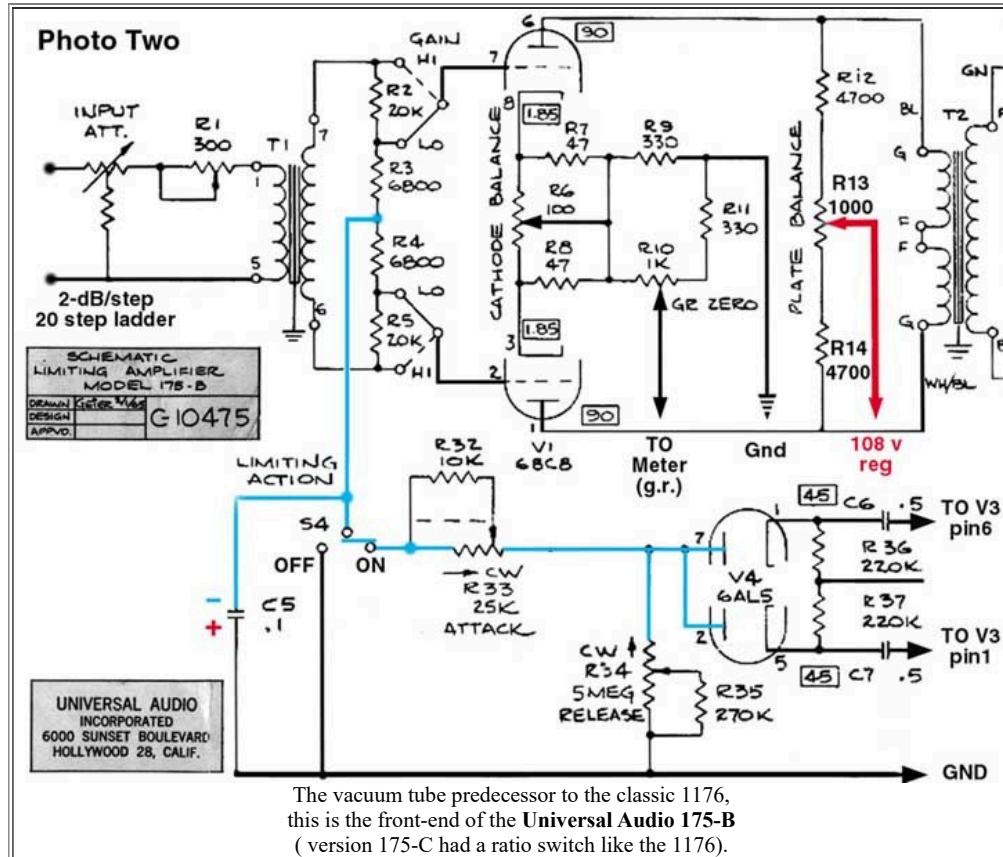 Photo Two
INPUT
ATT.
R1
300
T1
1
5
7
6
2-dB/step
20 step ladder
GAIN
HI
R2
20K
LO
R3
6800
R4
6800
LO
R5
20K
HI
7
6
90
8
1.85
R7
47
R9
330
CATHODE BALANCE
R6
100
R11
330
R8
47
R10
1K
GR ZERO
3
1.85
2
90
1
V1
6BC8
TO
Meter
(g.r.)
Gnd
PLATE BALANCE
R12
4700
R13
1000
R14
4700
108 v
reg
BL
G
F
F
G
WH/BL
T2
GN
SCHEMATIC
LIMITING AMPLIFIER
MODEL 175-B
DRAWN
DESIGN
APPVD.
C-10475
LIMITING
ACTION
S4
OFF
ON
-
+
C5
.1
R32
10K
CW
R33
25K
ATTACK
CW
R34
5MEG
RELEASE
R35
270K
7
2
1
5
V4
6AL5
45
C6
.5
TO V3
pin6
R36
220K
R37
220K
45
C7
.5
TO V3
pin1
GND
UNIVERSAL AUDIO
INCORPORATED
6000 SUNSET BOULEVARD
HOLLYWOOD 28, CALIF.
The vacuum tube predecessor to the classic 1176,
this is the front-end of the Universal Audio 175-B
( version 175-C had a ratio switch like the 1176).